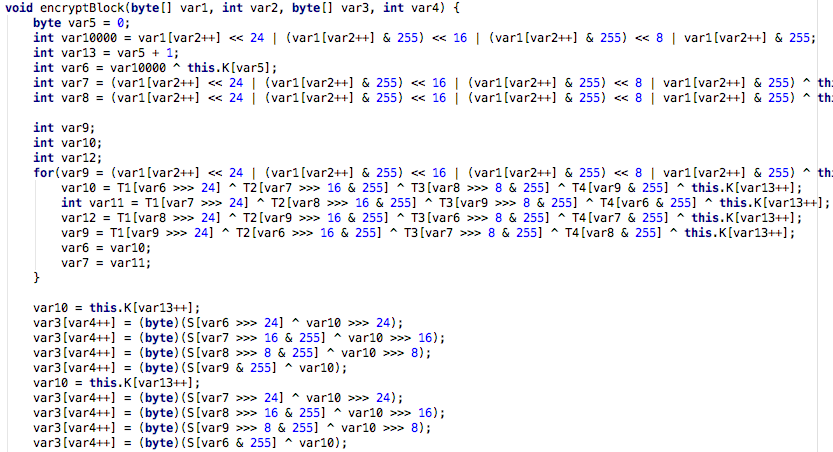 void encryptBlock(byte[] var1, int var2, byte[] var3, int var4) {
byte var5 = 0;
int var10000 = var1[var2++] << 24 | (var1[var2++] & 255) << 16 | (var1[var2++] & 255) << 8 | var1[var2++] & 255;
int var13 = var5 + 1;
int var6 = var10000 ^ this.K[var5];
int var7 = (var1[var2++] << 24 | (var1[var2++] & 255) << 16 | (var1[var2++] & 255) << 8 | var1[var2++] & 255) ^ thi
int var8 = (var1[var2++] << 24 | (var1[var2++] & 255) << 16 | (var1[var2++] & 255) << 8 | var1[var2++] & 255) ^ thi
int var9;
int var10;
int var12;
for(var9 = (var1[var2++] << 24 | (var1[var2++] & 255) << 16 | (var1[var2++] & 255) << 8 | var1[var2++] & 255) ^ thi
var10 = T1[var6 >>> 24] ^ T2[var7 >>> 16 & 255] ^ T3[var8 >>> 8 & 255] ^ T4[var9 & 255] ^ this.K[var13++];
int var11 = T1[var7 >>> 24] ^ T2[var8 >>> 16 & 255] ^ T3[var9 >>> 8 & 255] ^ T4[var6 & 255] ^ this.K[var13++];
var12 = T1[var8 >>> 24] ^ T2[var9 >>> 16 & 255] ^ T3[var6 >>> 8 & 255] ^ T4[var7 & 255] ^ this.K[var13++];
var9 = T1[var9 >>> 24] ^ T2[var6 >>> 16 & 255] ^ T3[var7 >>> 8 & 255] ^ T4[var8 & 255] ^ this.K[var13++];
var6 = var10;
var7 = var11;
}
var10 = this.K[var13++];
var3[var4++] = (byte)(S[var6 >>> 24] ^ var10 >>> 24);
var3[var4++] = (byte)(S[var7 >>> 16 & 255] ^ var10 >>> 16);
var3[var4++] = (byte)(S[var8 >>> 8 & 255] ^ var10 >>> 8);
var3[var4++] = (byte)(S[var9 & 255] ^ var10);
var10 = this.K[var13++];
var3[var4++] = (byte)(S[var7 >>> 24] ^ var10 >>> 24);
var3[var4++] = (byte)(S[var8 >>> 16 & 255] ^ var10 >>> 16);
var3[var4++] = (byte)(S[var9 >>> 8 & 255] ^ var10 >>> 8);
var3[var4++] = (byte)(S[var6 & 255] ^ var10);